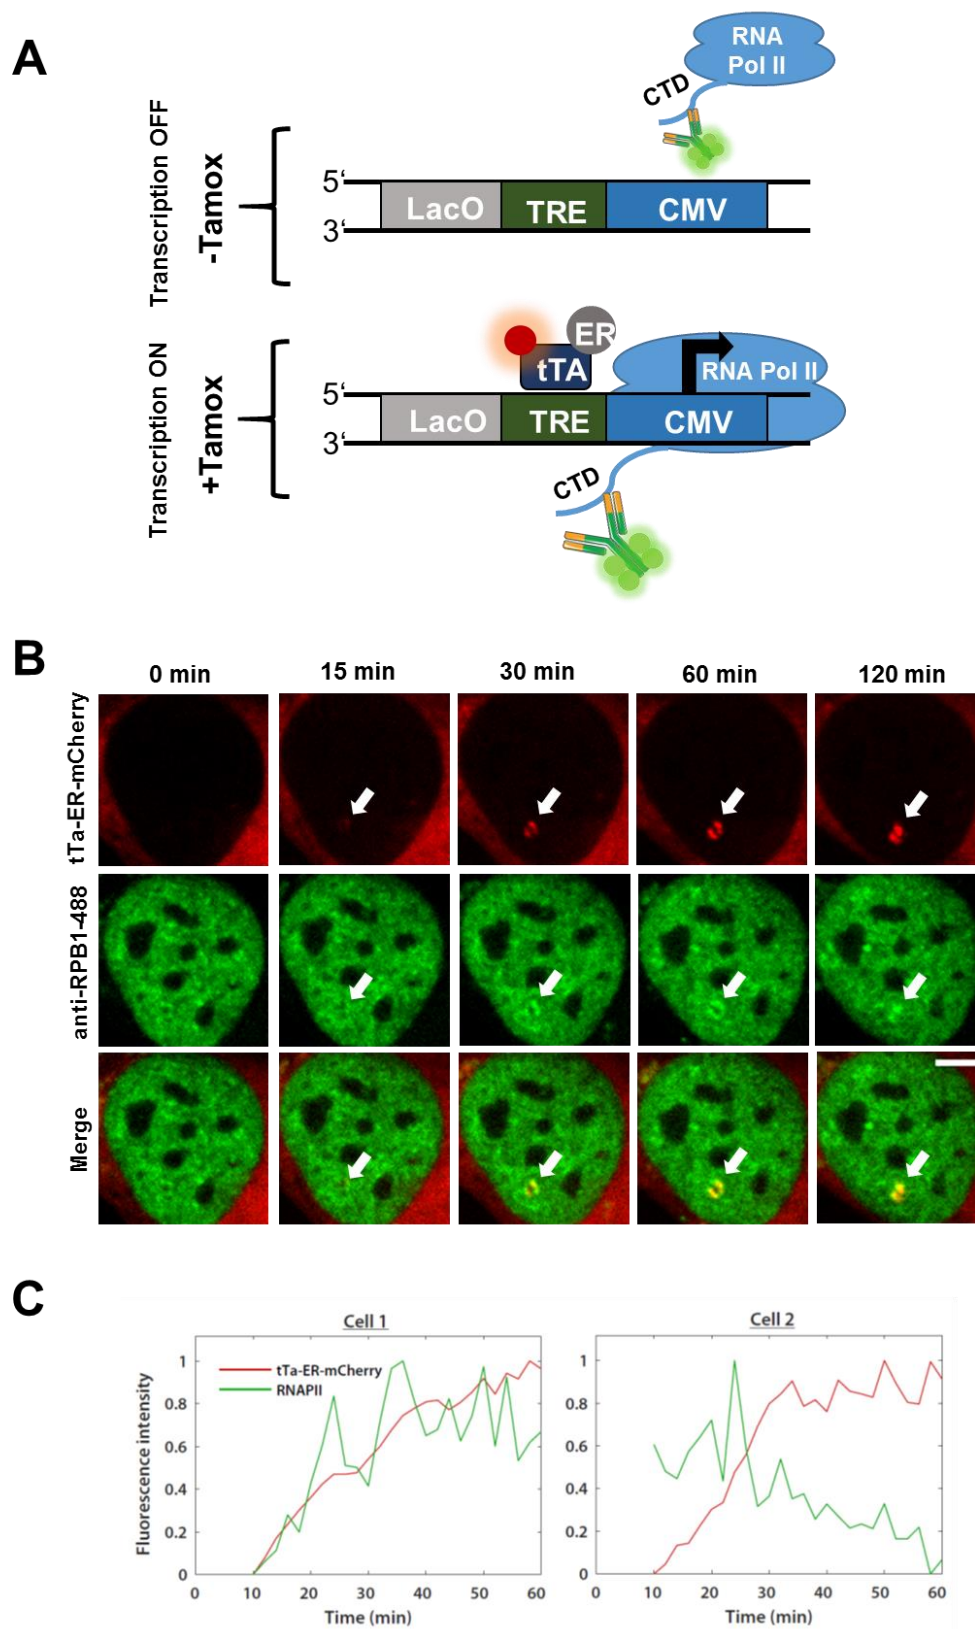 A
RNA
Pol II
CTD
Transcription OFF
-Tamox
5‘
3‘
LacO
TRE
CMV
Transcription ON
+Tamox
ER
tTA
RNA Pol II
5‘
3‘
LacO
TRE
CMV
CTD
B
0 min
15 min
30 min
60 min
120 min
tTa-ER-mCherry
anti-RPB1-488
Merge
C
Cell 1
Cell 2
Fluorescence intensity
1
0.8
0.6
0.4
0.2
0
tTa-ER-mCherry
RNAPII
0 10 20 30 40 50 60
Time (min)
1
0.8
0.6
0.4
0.2
0
0 10 20 30 40 50 60
Time (min)